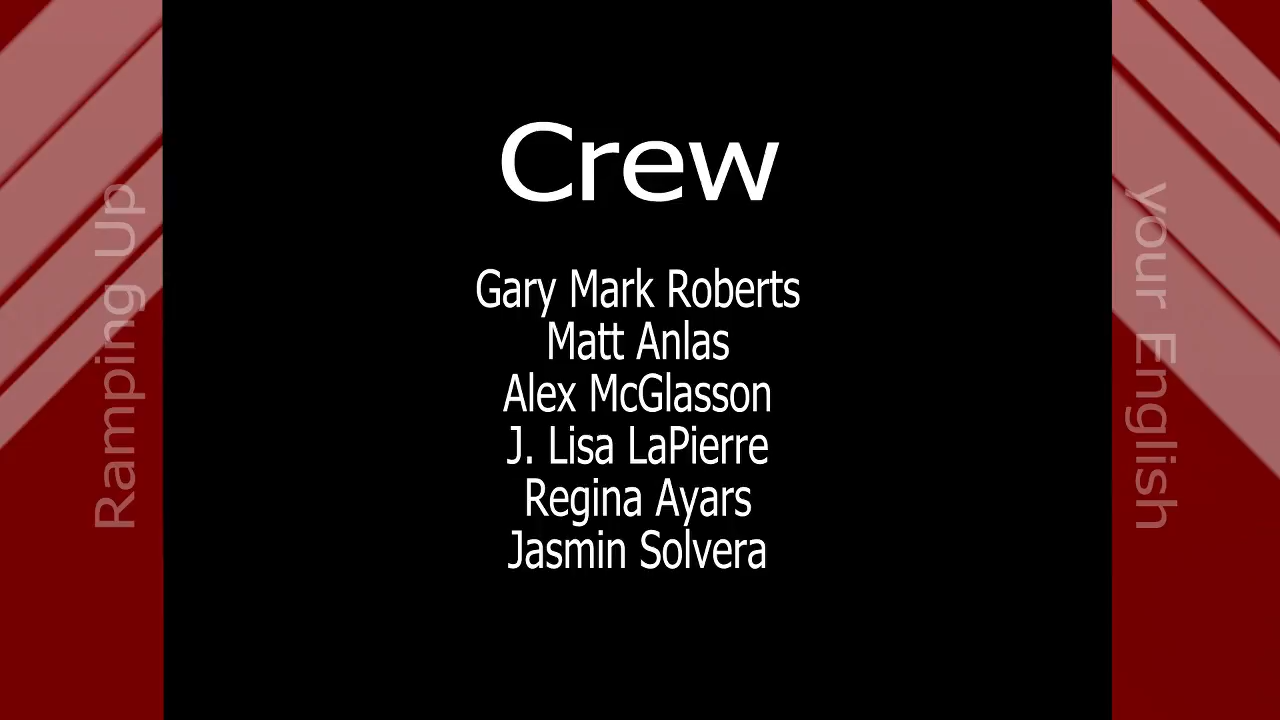 Crew
Gary Mark Roberts
Matt Anlas
Alex McGlasson
J. Lisa LaPierre
Regina Ayars
Jasmin Solvera
Ramping Up
your English